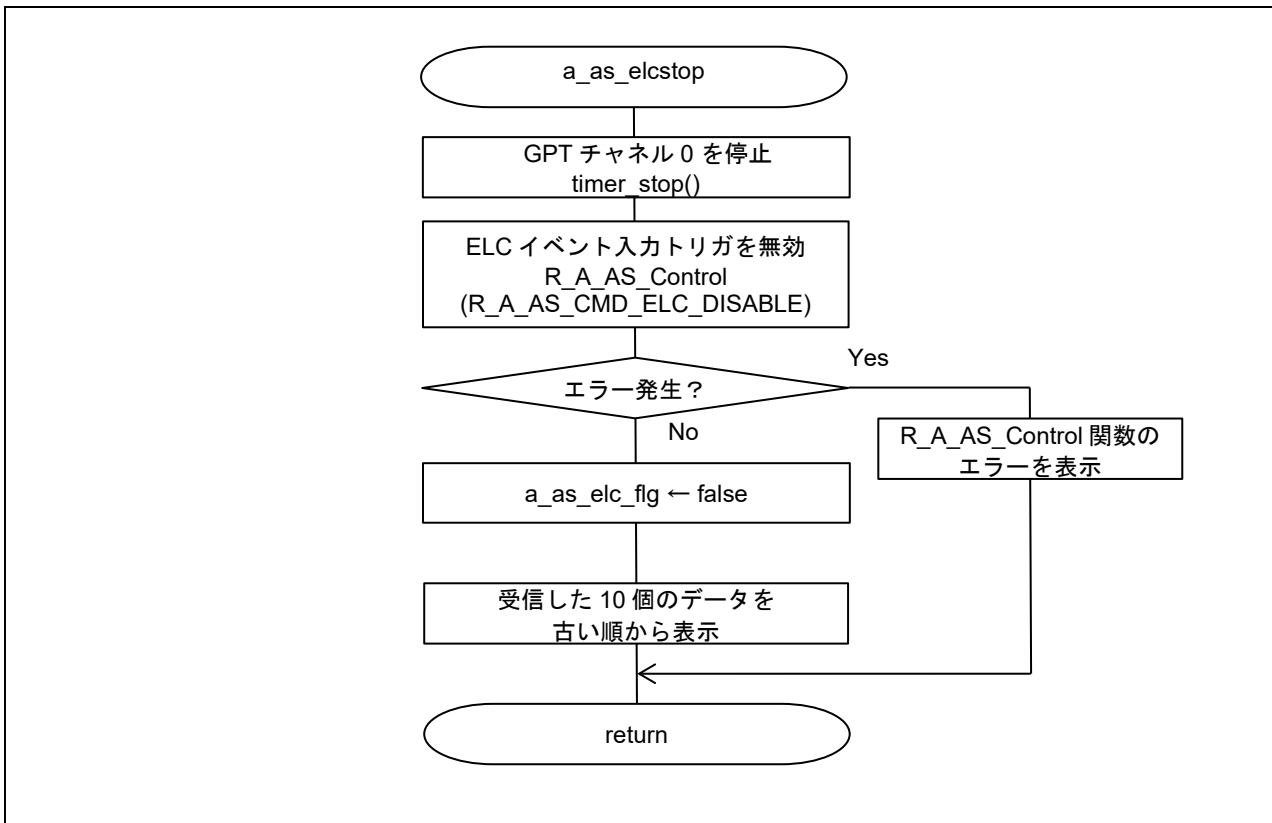 a_as_elcstop
GPT チャネル 0 を停止
timer_stop()
ELC イベント入力トリガを無効
R_A_AS_Control
(R_A_AS_CMD_ELC_DISABLE)
エラー発生？
Yes
No
R_A_AS_Control 関数の
エラーを表示
a_as_elc_flg ← false
受信した 10 個のデータを
古い順から表示
return